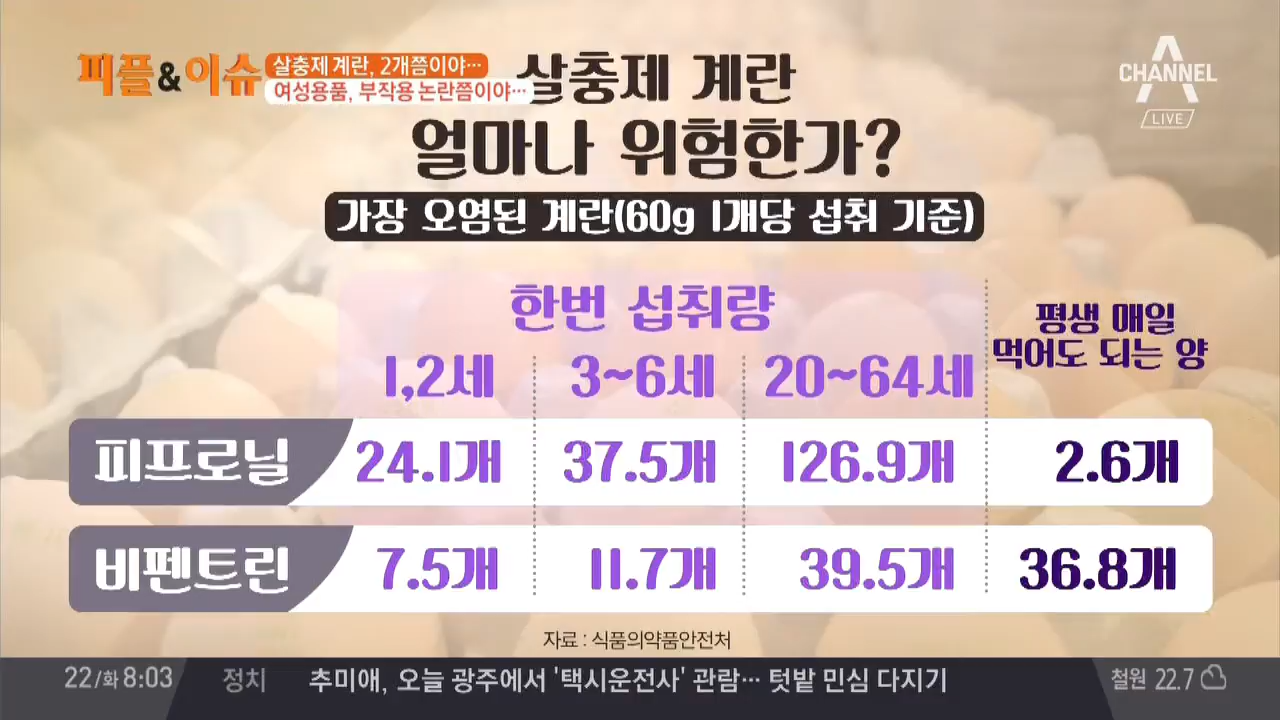 피플&이슈
살충제 계란, 2개쯤이야…
여성용품, 부작용 논란쯤이야…
CHANNEL A
LIVE
살충제 계란
얼마나 위험한가?
가장 오염된 계란(60g 1개당 섭취 기준)
한번 섭취량
평생 매일
먹어도 되는 양
1,2세 3~6세 20~64세
피프로닐 24.1개 37.5개 126.9개 2.6개
비펜트린 7.5개 11.7개 39.5개 36.8개
자료 : 식품의약품안전처
22/화 8:03 정치 추미애, 오늘 광주에서 '택시운전사' 관람… 텃밭 민심 다지기 철원 22.7